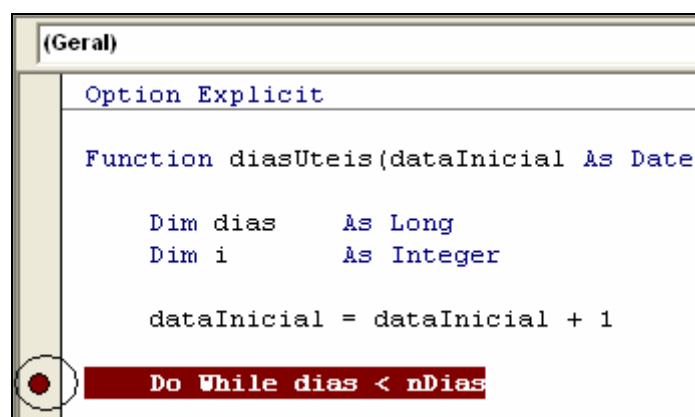 (Geral)
Option Explicit
Function diasUteis(dataInicial As Date
Dim dias As Long
Dim i As Integer
dataInicial = dataInicial + 1
Do While dias < nDias